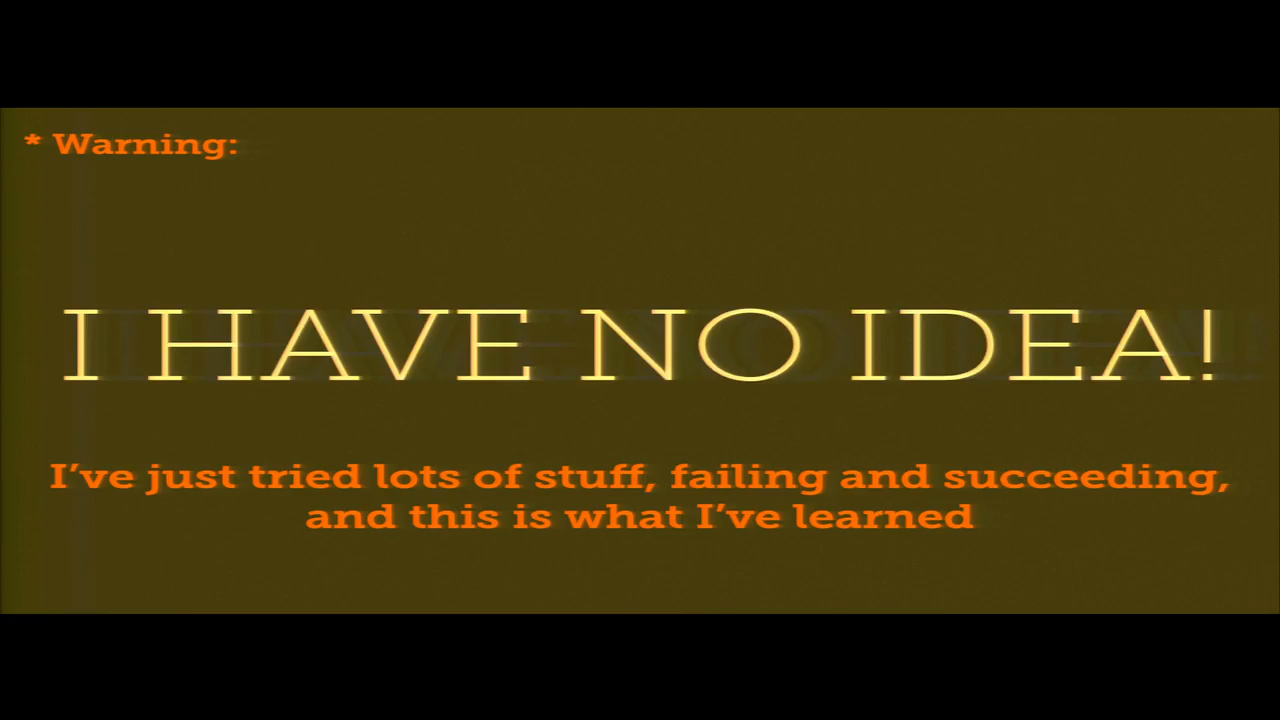 * Warning:
I HAVE NO IDEA!
I’ve just tried lots of stuff, failing and succeeding,
and this is what I’ve learned